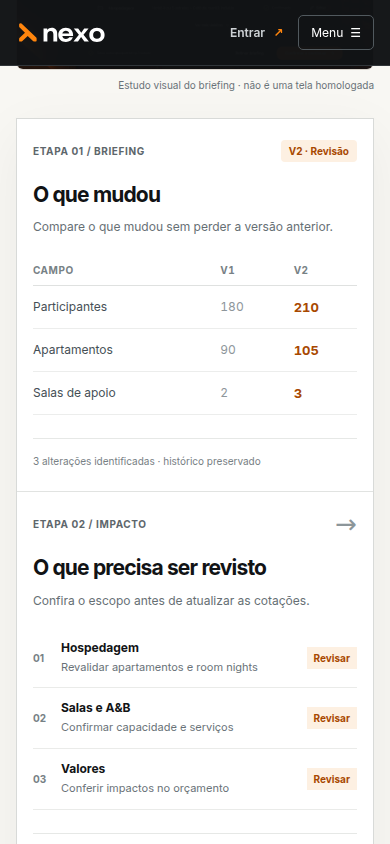 nexo
Entrar ↗
Menu ☰
Estudo visual do briefing · não é uma tela homologada
ETAPA 01 / BRIEFING
V2 · Revisão
O que mudou
Compare o que mudou sem perder a versão anterior.
CAMPO V1 V2
Participantes 180 210
Apartamentos 90 105
Salas de apoio 2 3
3 alterações identificadas · histórico preservado
ETAPA 02 / IMPACTO →
O que precisa ser revisto
Confira o escopo antes de atualizar as cotações.
01 Hospedagem
Revalidar apartamentos e room nights
Revisar
02 Salas e A&B
Confirmar capacidade e serviços
Revisar
03 Valores
Conferir impactos no orçamento
Revisar